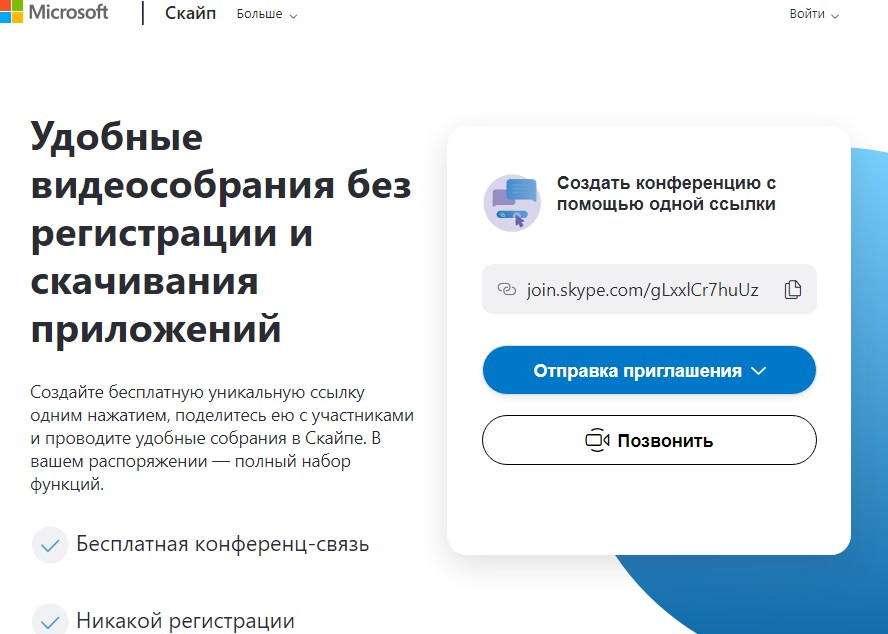 Microsoft
Скайп
Больше
Войти
Удобные
видеособрания без
регистрации и
скачивания
приложений
Создайте бесплатную уникальную ссылку
одним нажатием, поделитесь ею с участниками
и проводите удобные собрания в Скайпе. В
вашем распоряжении — полный набор
функций.
Бесплатная конференц-связь
Никакой регистрации
Создать конференцию с
помощью одной ссылки
join.skype.com/gLxxlCr7huUz
Отправка приглашения
Позвонить